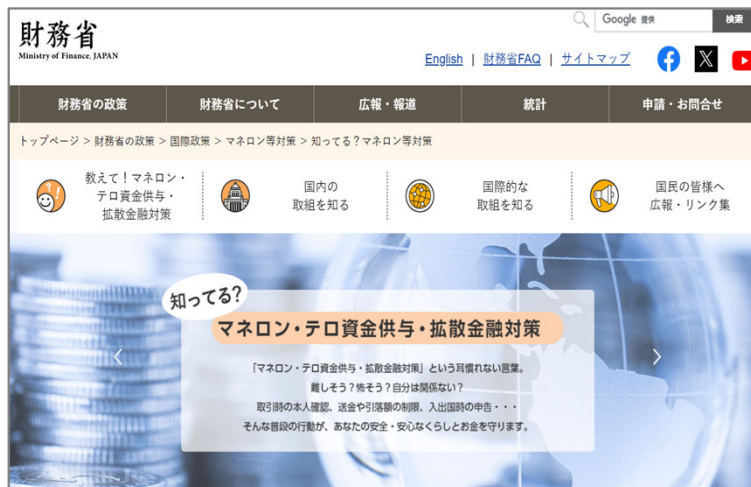 財務省
Ministry of Finance, JAPAN
Google 提供
検索
English | 財務省FAQ | サイトマップ
財務省の政策
財務省について
広報・報道
統計
申請・お問合せ
トップページ > 財務省の政策 > 国際政策 > マネロン等対策 > 知ってる？マネロン等対策
教えて！マネロン・
テロ資金供与・
拡散金融対策
国内の
取組を知る
国際的な
取組を知る
国民の皆様へ
広報・リンク集
知ってる?
マネロン・テロ資金供与・拡散金融対策
「マネロン・テロ資金供与・拡散金融対策」という耳慣れない言葉。
難しそう？怖そう？自分は関係ない？
取引時の本人確認、送金や引落額の制限、入出国時の申告・・・
そんな普段の行動が、あなたの安全・安心なくらしとお金を守ります。